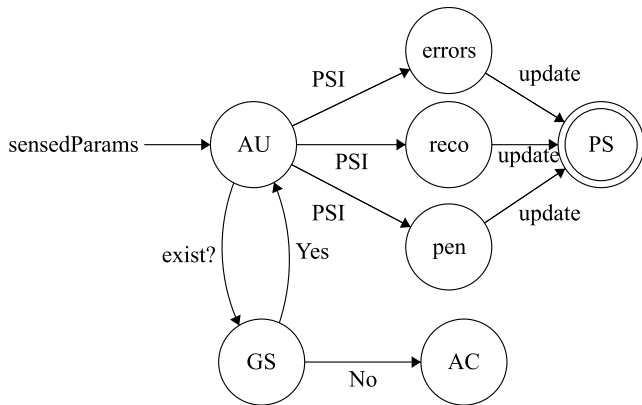 errors
PSI
update
sensedParams
AU
PSI
reco
update
PS
PSI
pen
update
exist?
Yes
GS
No
AC